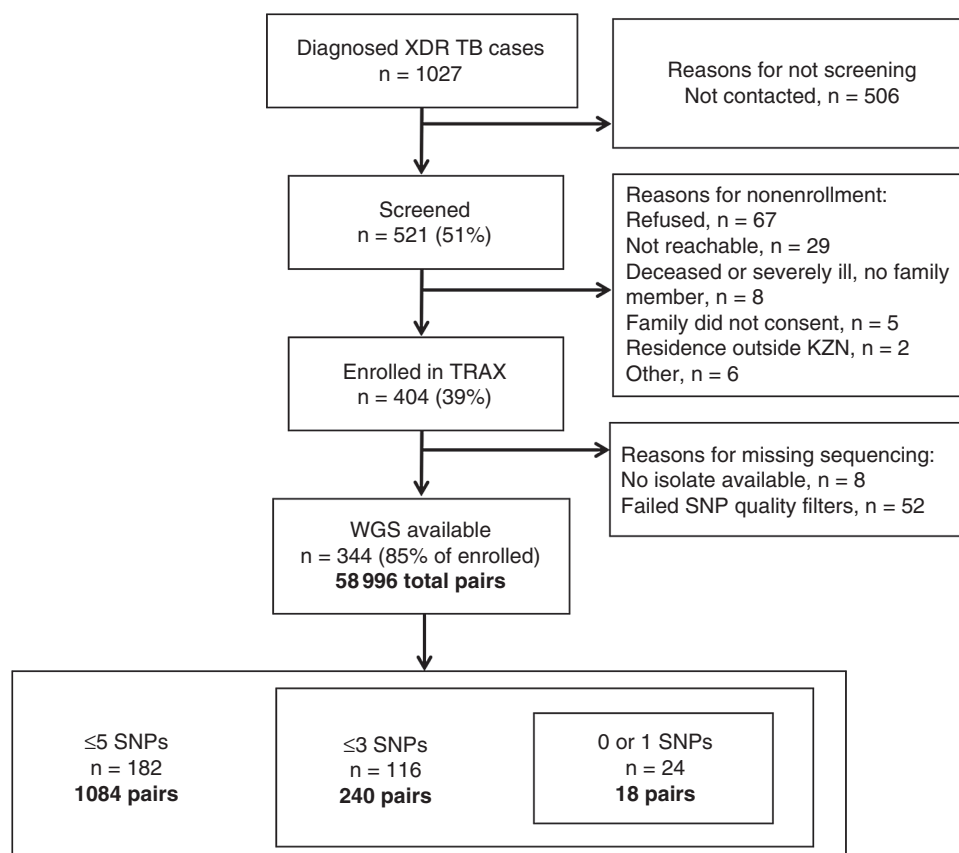 Diagnosed XDR TB cases
n = 1027
Reasons for not screening
Not contacted, n = 506
Screened
n = 521 (51%)
Reasons for nonenrollment:
Refused, n = 67
Not reachable, n = 29
Deceased or severely ill, no family
member, n = 8
Family did not consent, n = 5
Residence outside KZN, n = 2
Other, n = 6
Enrolled in TRAX
n = 404 (39%)
Reasons for missing sequencing:
No isolate available, n = 8
Failed SNP quality filters, n = 52
WGS available
n = 344 (85% of enrolled)
58 996 total pairs
≤5 SNPs
n = 182
1084 pairs
≤3 SNPs
n = 116
240 pairs
0 or 1 SNPs
n = 24
18 pairs